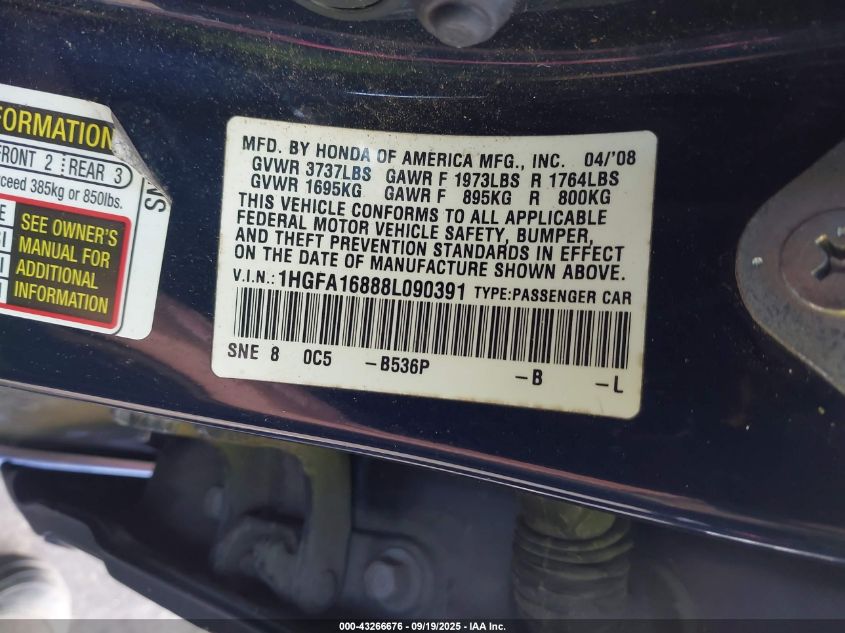 FORMATION
FRONT 2 REAR 3
xceed 385kg or 850lbs.
SEE OWNER'S
MANUAL FOR
ADDITIONAL
INFORMATION
MFD. BY HONDA OF AMERICA MFG., INC. 04/'08
GVWR 3737LBS GAWR F 1973LBS R 1764LBS
GVWR 1695KG GAWR F 895KG R 800KG
THIS VEHICLE CONFORMS TO ALL APPLICABLE
FEDERAL MOTOR VEHICLE SAFETY, BUMPER,
AND THEFT PREVENTION STANDARDS IN EFFECT
ON THE DATE OF MANUFACTURE SHOWN ABOVE.
V.I.N.: 1HGFA16888L090391 TYPE:PASSENGER CAR
SNE 8 0C5 -B536P -B -L
000-43266676 - 09/19/2025 - IAA Inc.